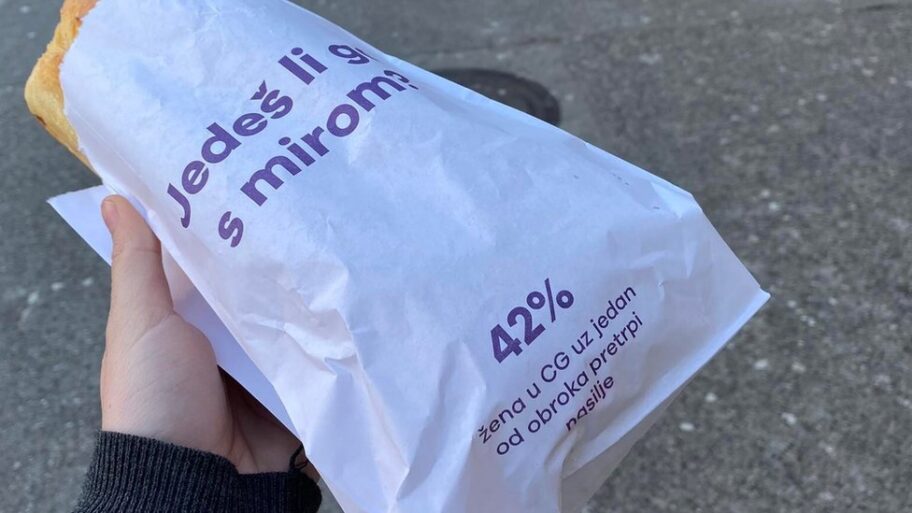 Jedeš li
s mirom?
42%
žena u CG uz jedan
od obroka pretrpi
nasilje